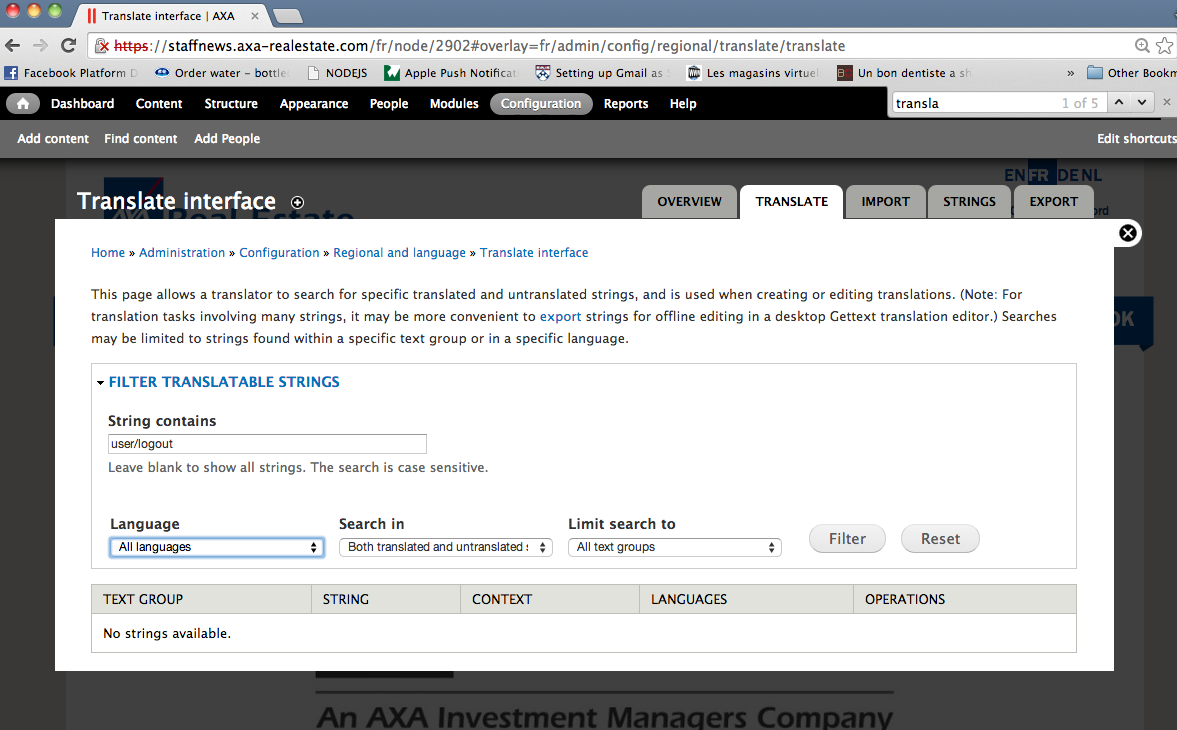 Translate interface | AXA
https://staffnews.axa-realestate.com/fr/node/2902#overlay=fr/admin/config/regional/translate/translate
Facebook Platform D Order water – bottle NODEJS Apple Push Notificat Setting up Gmail as Les magasins virtuel Un bon dentiste a sh » Other Bookm
Dashboard Content Structure Appearance People Modules Configuration Reports Help transla 1 of 5
Add content Find content Add People Edit shortcuts
EN FR DE NL
Translate interface OVERVIEW TRANSLATE IMPORT STRINGS EXPORT
Real Estate
Home » Administration » Configuration » Regional and language » Translate interface
This page allows a translator to search for specific translated and untranslated strings, and is used when creating or editing translations. (Note: For
translation tasks involving many strings, it may be more convenient to export strings for offline editing in a desktop Gettext translation editor.) Searches
may be limited to strings found within a specific text group or in a specific language.
OK
FILTER TRANSLATABLE STRINGS
String contains
user/logout
Leave blank to show all strings. The search is case sensitive.
Language Search in Limit search to
All languages Both translated and untranslated s All text groups Filter Reset
TEXT GROUP STRING CONTEXT LANGUAGES OPERATIONS
No strings available.
An AXA Investment Managers Company